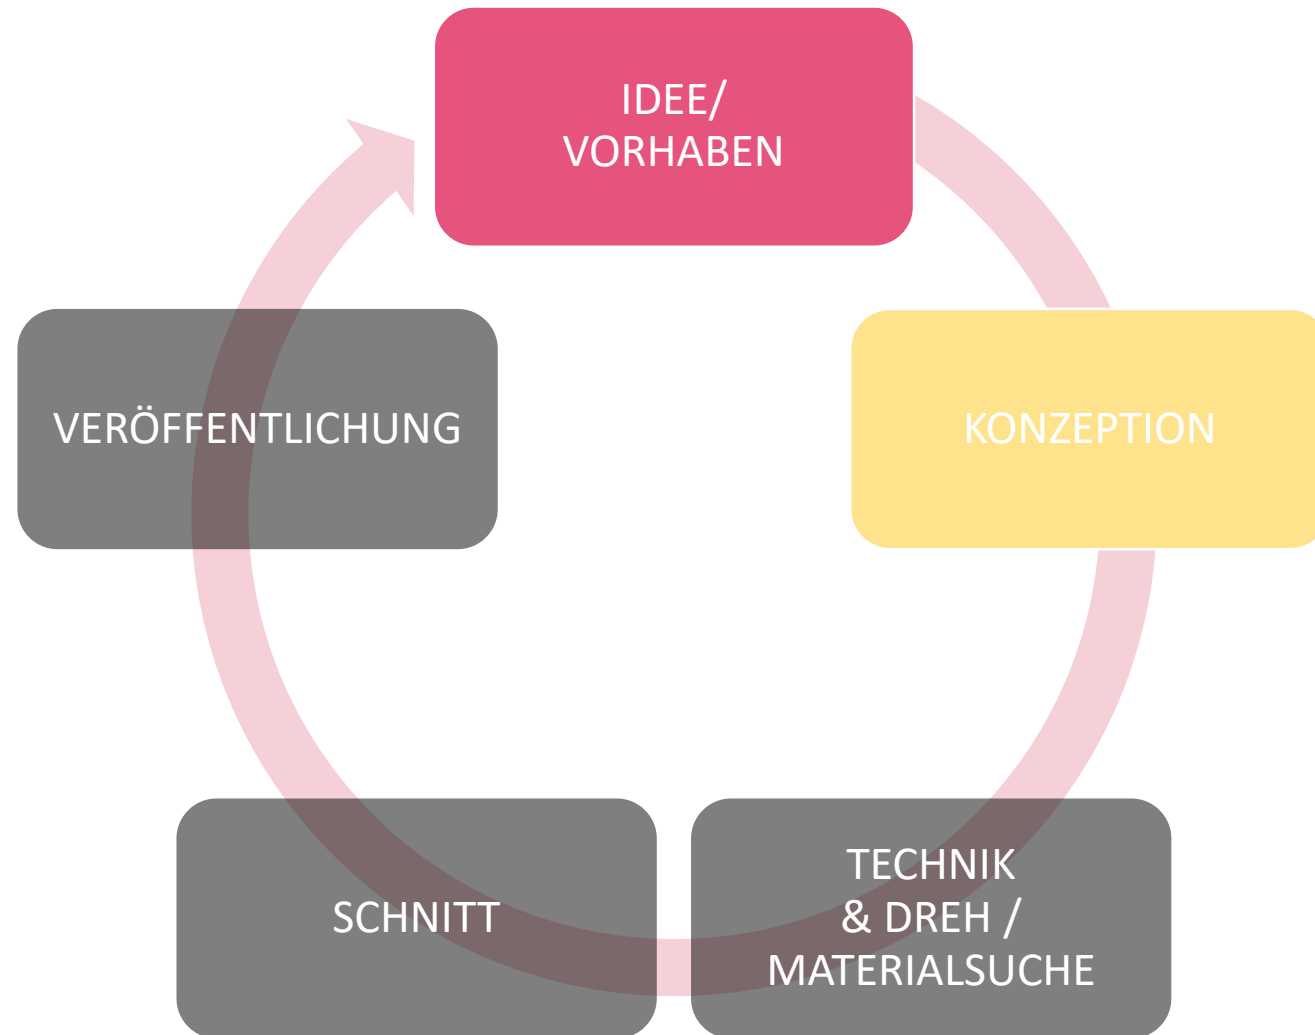 IDEE/
VORHABEN
KONZEPTION
TECHNIK
& DREH /
MATERIALSUCHE
SCHNITT
VERÖFFENTLICHUNG